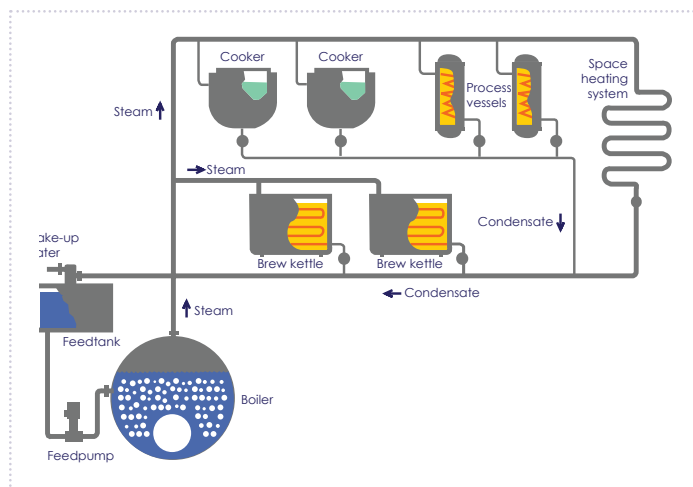 Cooker
Cooker
Space
heating
system
Process
vessels
Steam
Steam
Condensate
ake-up
ater
Brew kettle
Brew kettle
Condensate
Steam
Feedtank
Boiler
Feedpump